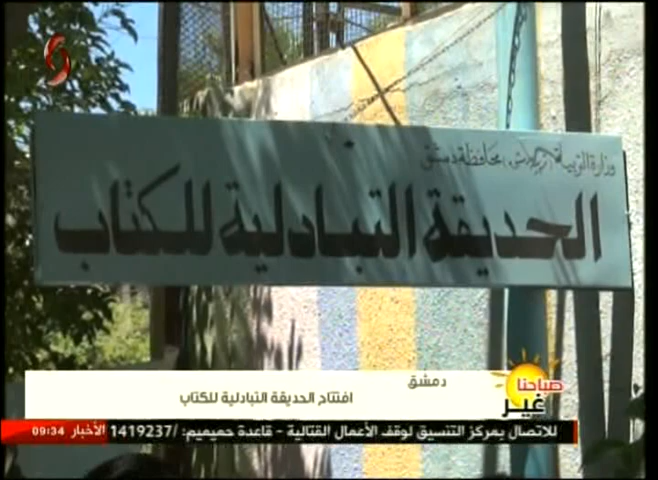 وزارة التربية محافظة دمشق
الحديقة التبادلية للكتاب
دمشق
افتتاح الحديقة التبادلية للكتاب
صباحنا
غير
للاتصال بمركز التنسيق لوقف الأعمال القتالية - قاعدة حميميم: /1419237
الأخبار
09:34